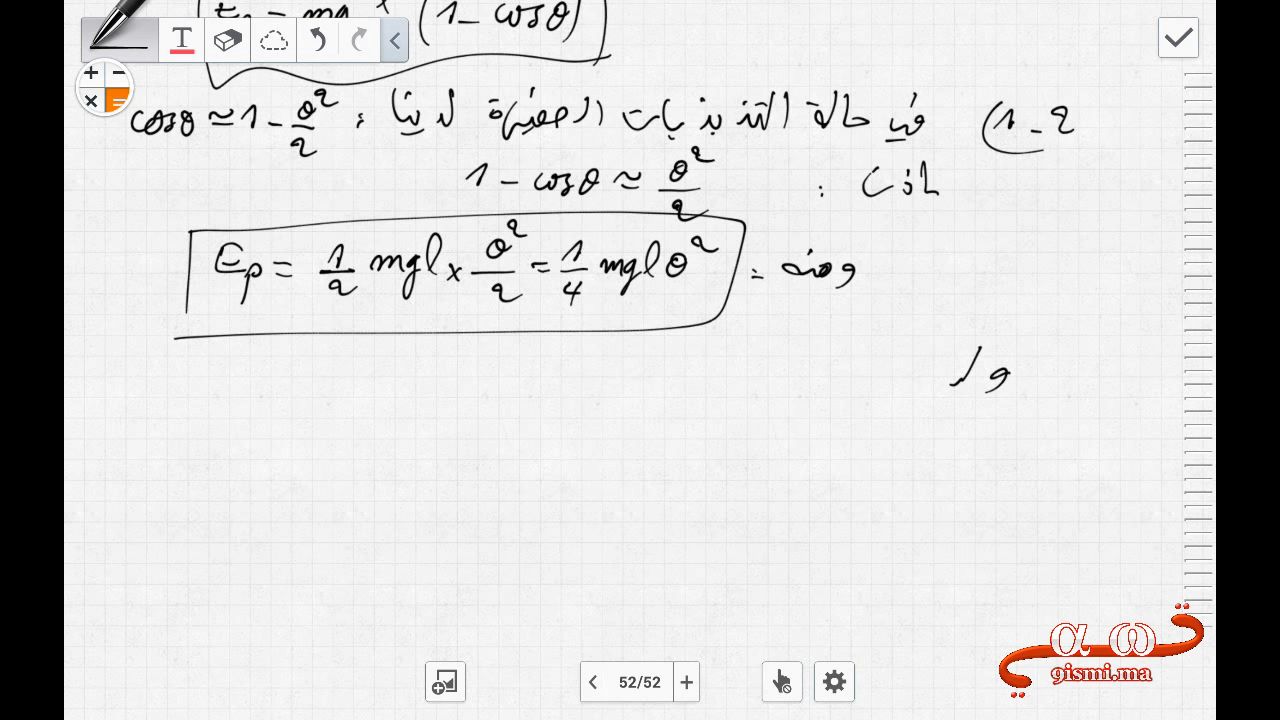 (1 - cosθ)
1-2) في حالة التذبذبات الصغيرة لدينا : cosθ ≈ 1 - θ²/2
إذن : 1 - cosθ ≈ θ²/2
ومنه : Ep = 1/2 mgl × θ²/2 = 1/4 mglθ²
T
52/52
α ω
gismi.ma